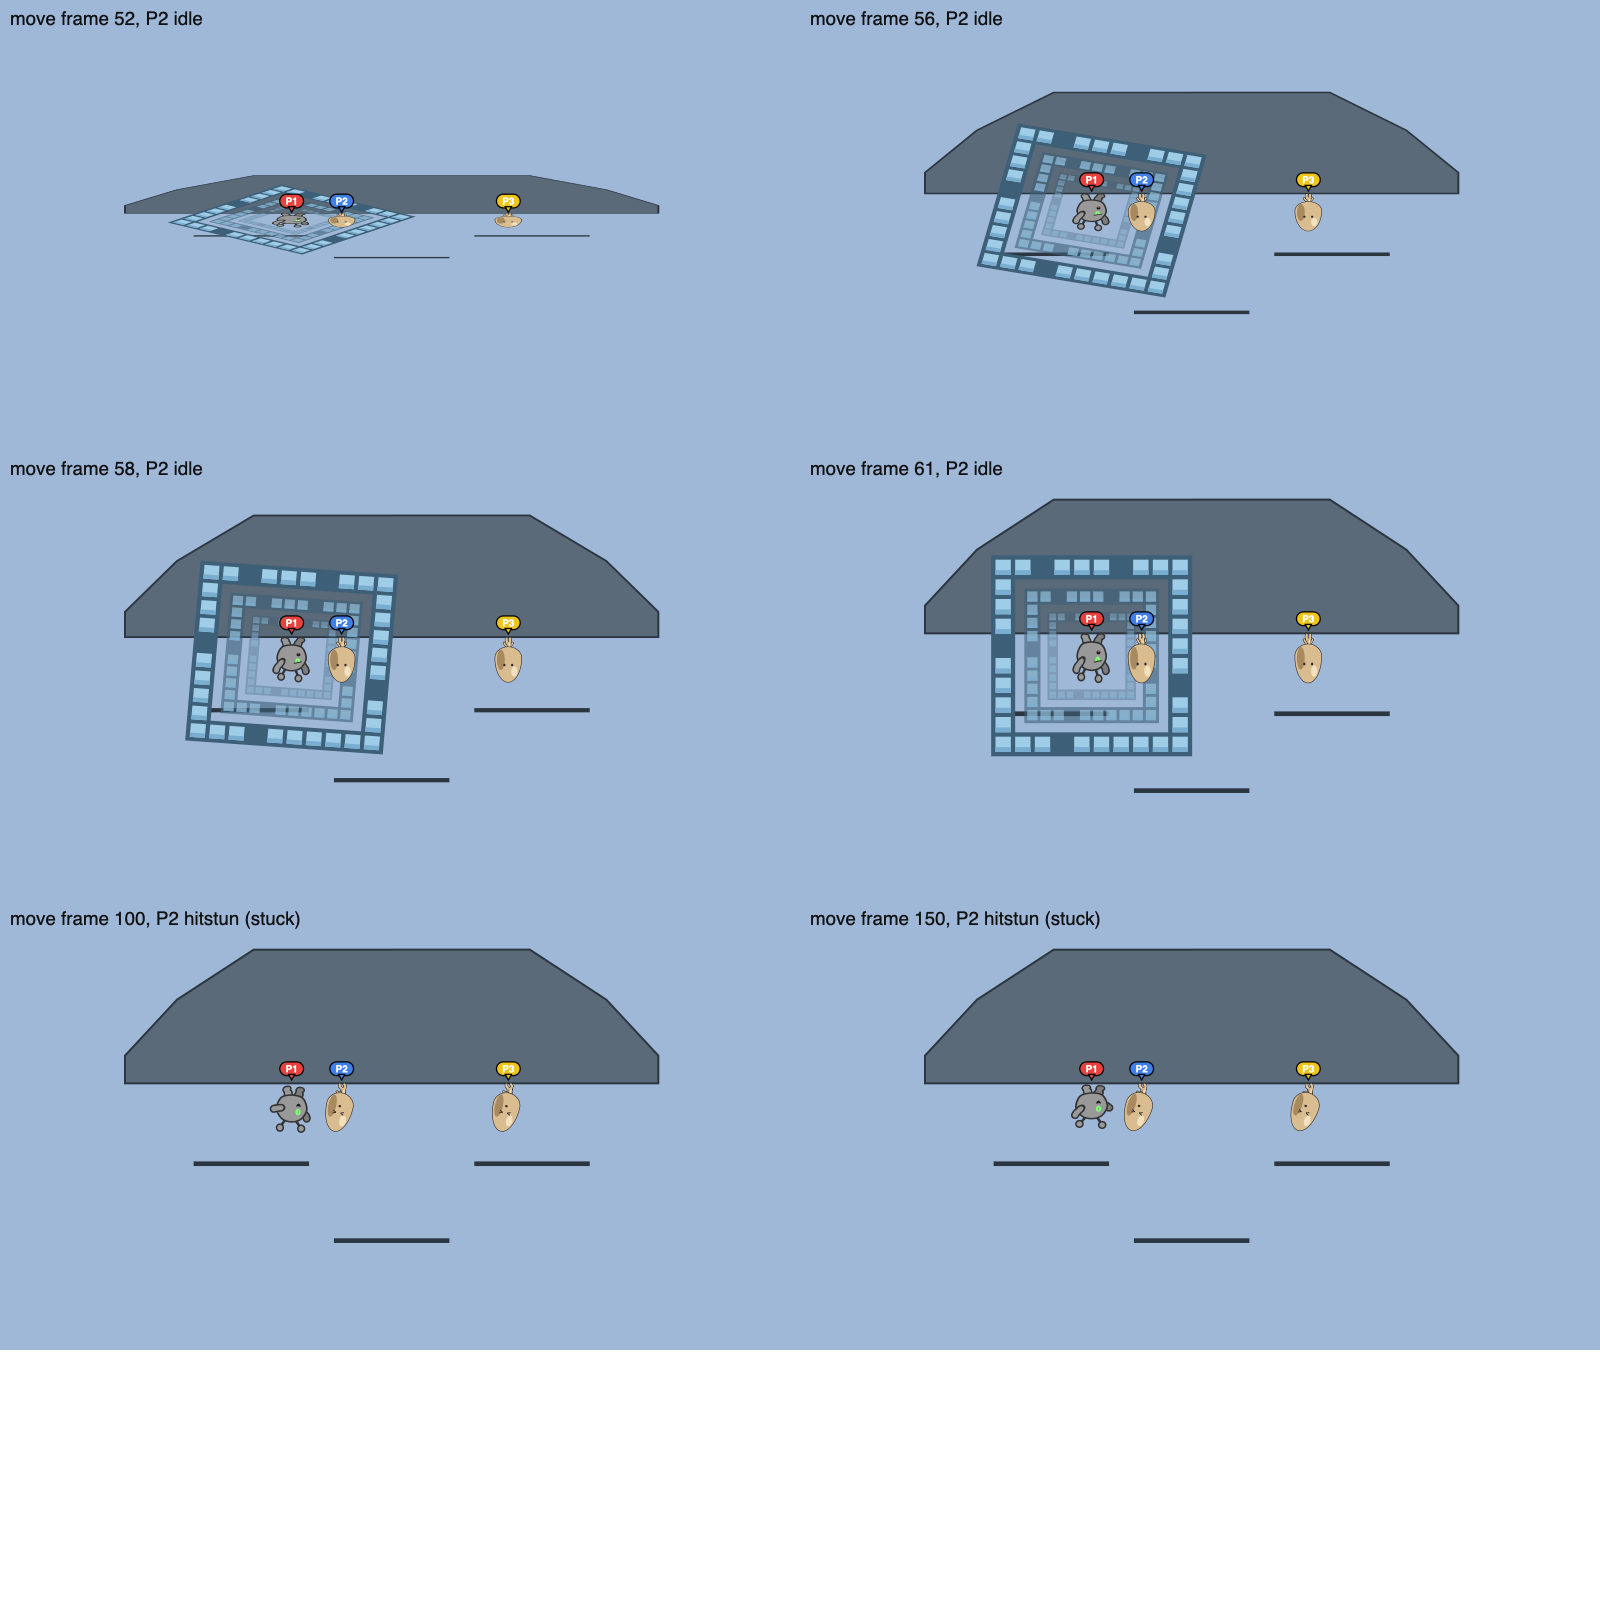 move frame 52, P2 idle
P1 P2 P3
move frame 56, P2 idle
P1 P2 P3
move frame 58, P2 idle
P1 P2 P3
move frame 61, P2 idle
P1 P2 P3
move frame 100, P2 hitstun (stuck)
P1 P2 P3
move frame 150, P2 hitstun (stuck)
P1 P2 P3